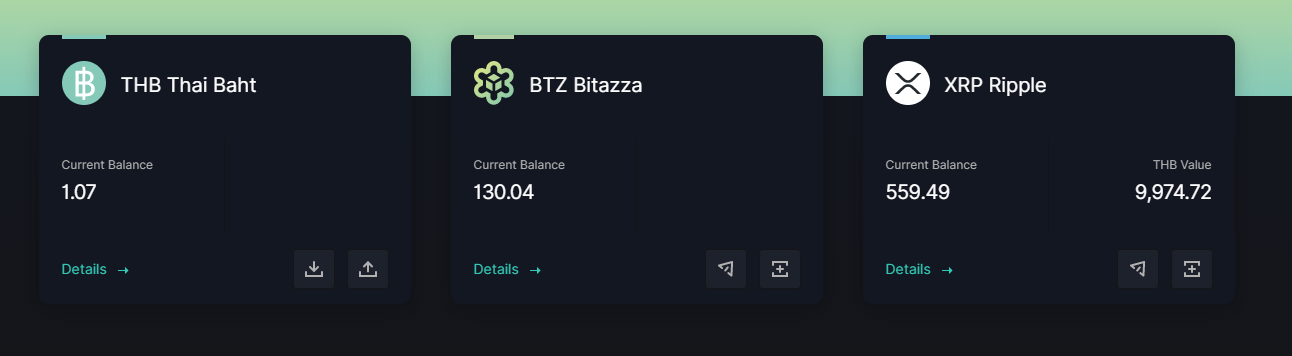 THB Thai Baht
Current Balance
1.07
Details →
BTZ Bitazza
Current Balance
130.04
Details →
XRP Ripple
Current Balance THB Value
559.49 9,974.72
Details →